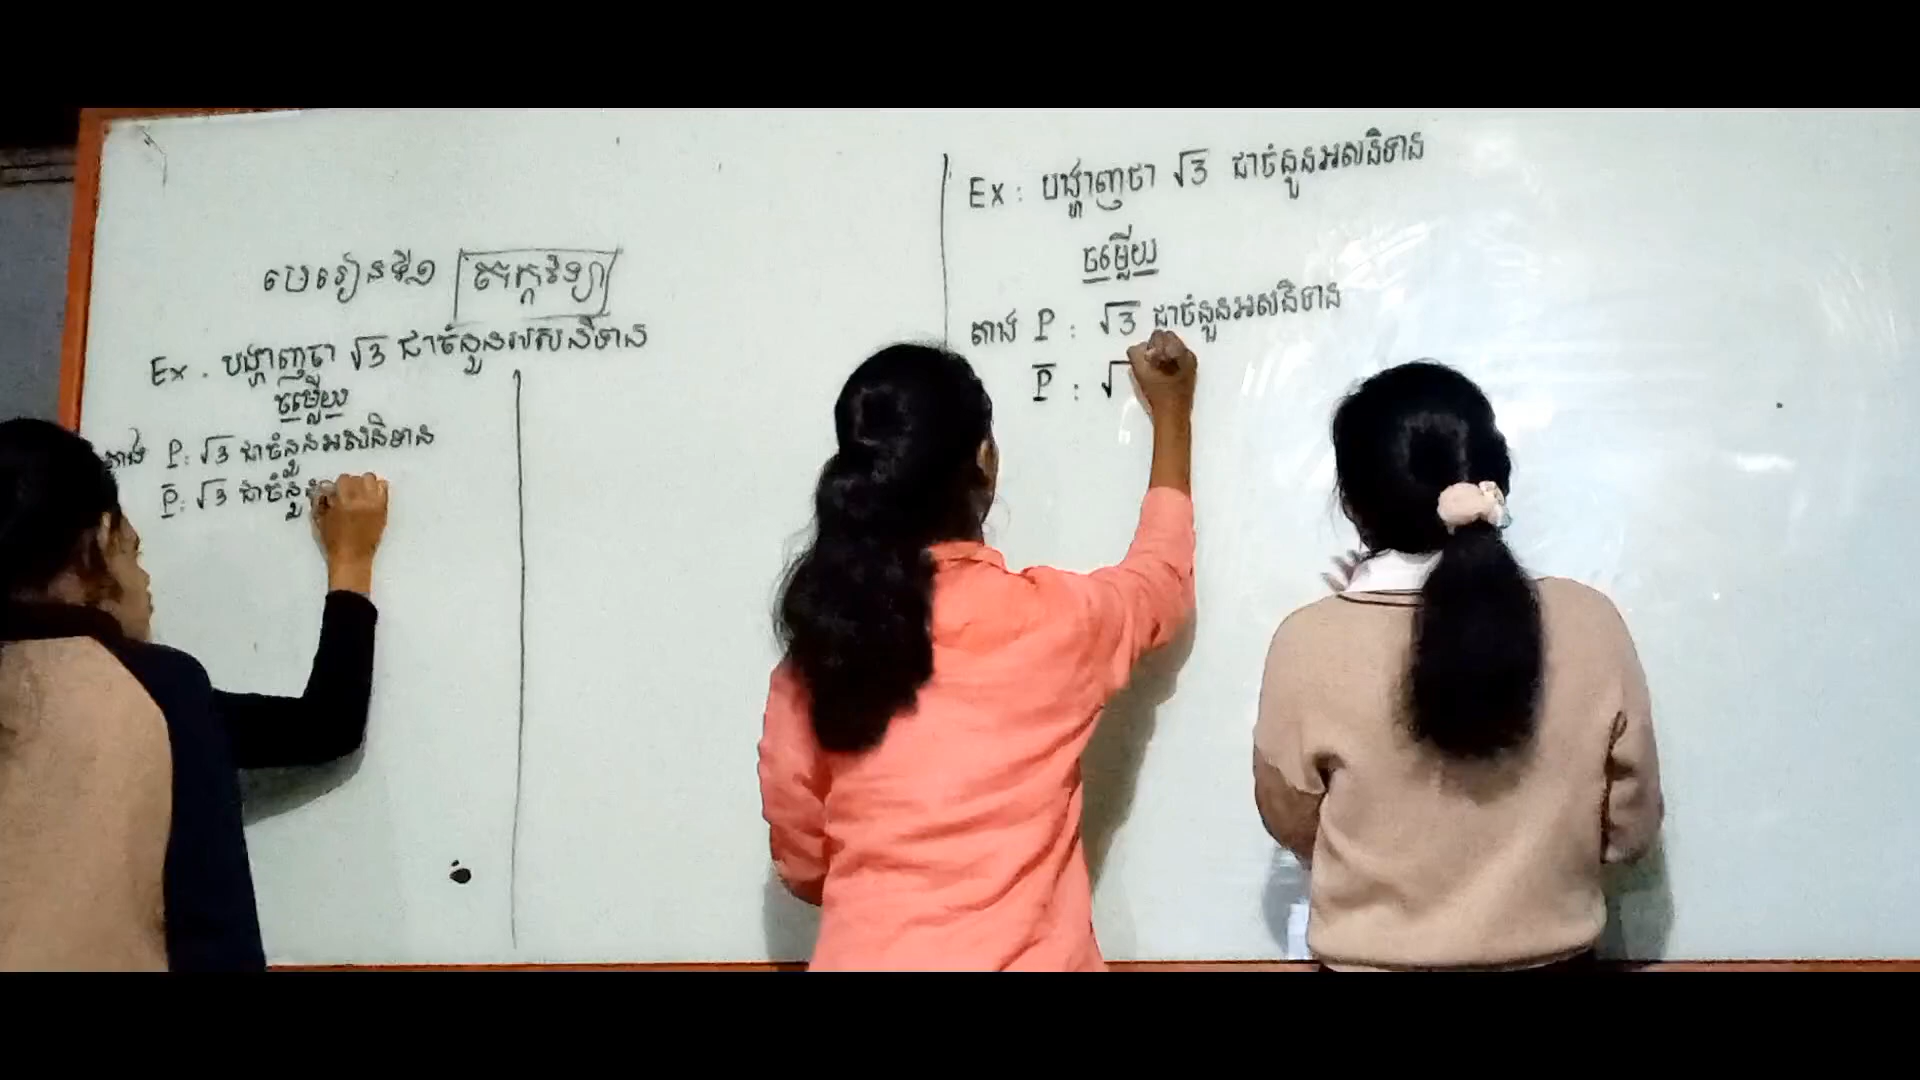 មេរៀនទី១ តក្កវិទ្យា
Ex . បង្ហាញថា √3 ជាចំនួនអសនិទាន
ចម្លើយ
តាង P : √3 ជាចំនួនអសនិទាន
P̅ : √3 ជាចំនួន
Ex : បង្ហាញថា √3 ជាចំនួនអសនិទាន
ចម្លើយ
តាង P : √3 ជាចំនួនអសនិទាន
P̅ : √